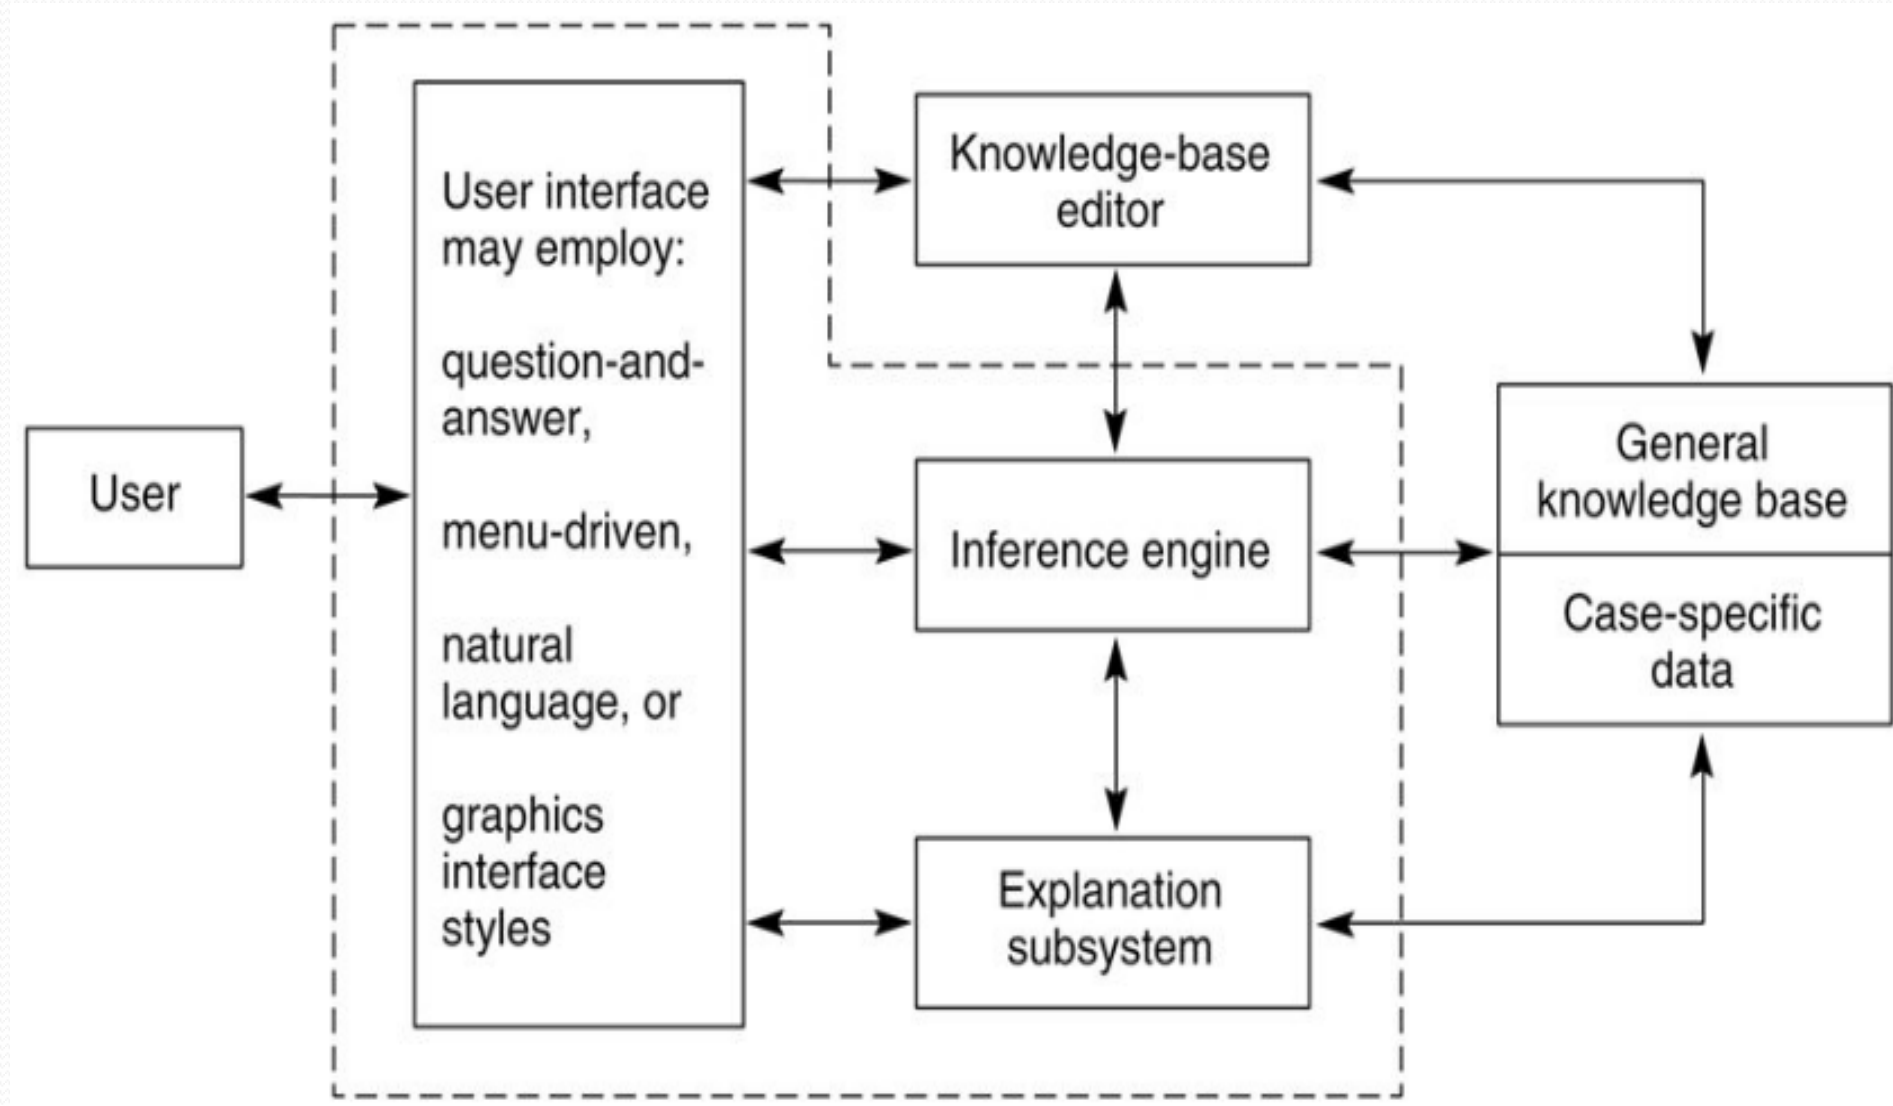 User
User interface
may employ:
question-and-
answer,
menu-driven,
natural
language, or
graphics
interface
styles
Knowledge-base
editor
Inference engine
Explanation
subsystem
General
knowledge base
Case-specific
data